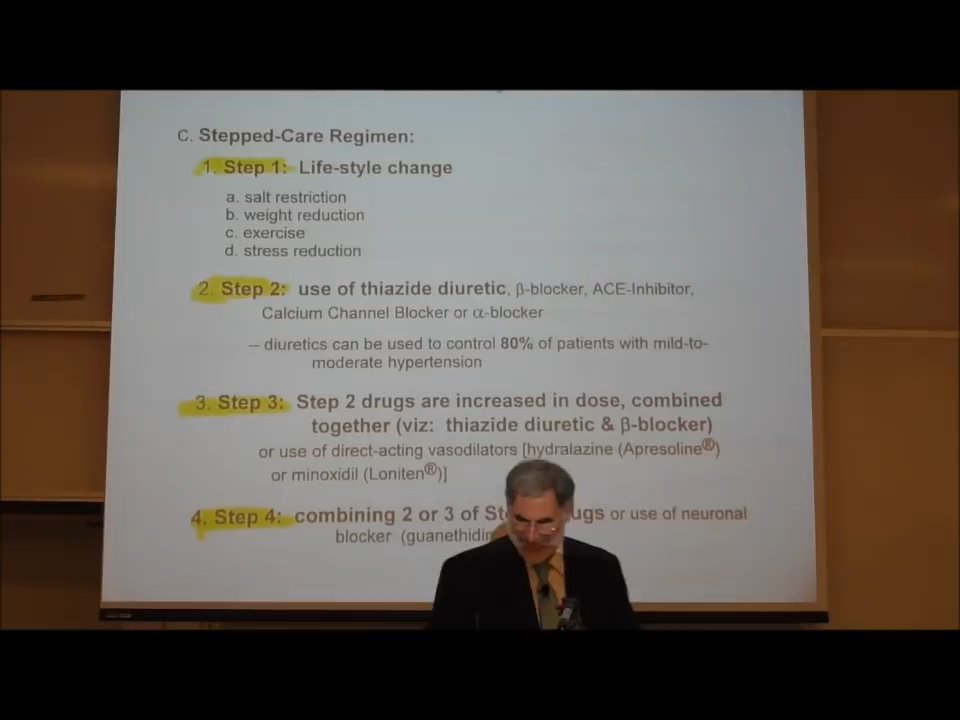 C. Stepped-Care Regimen:
1. Step 1: Life-style change
a. salt restriction
b. weight reduction
c. exercise
d. stress reduction
2. Step 2: use of thiazide diuretic, β-blocker, ACE-Inhibitor,
Calcium Channel Blocker or α-blocker
– diuretics can be used to control 80% of patients with mild-to-
moderate hypertension
3. Step 3: Step 2 drugs are increased in dose, combined
together (viz: thiazide diuretic & β-blocker)
or use of direct-acting vasodilators [hydralazine (Apresoline®)
or minoxidil (Loniten®)]
4. Step 4: combining 2 or 3 of or use of neuronal
blocker